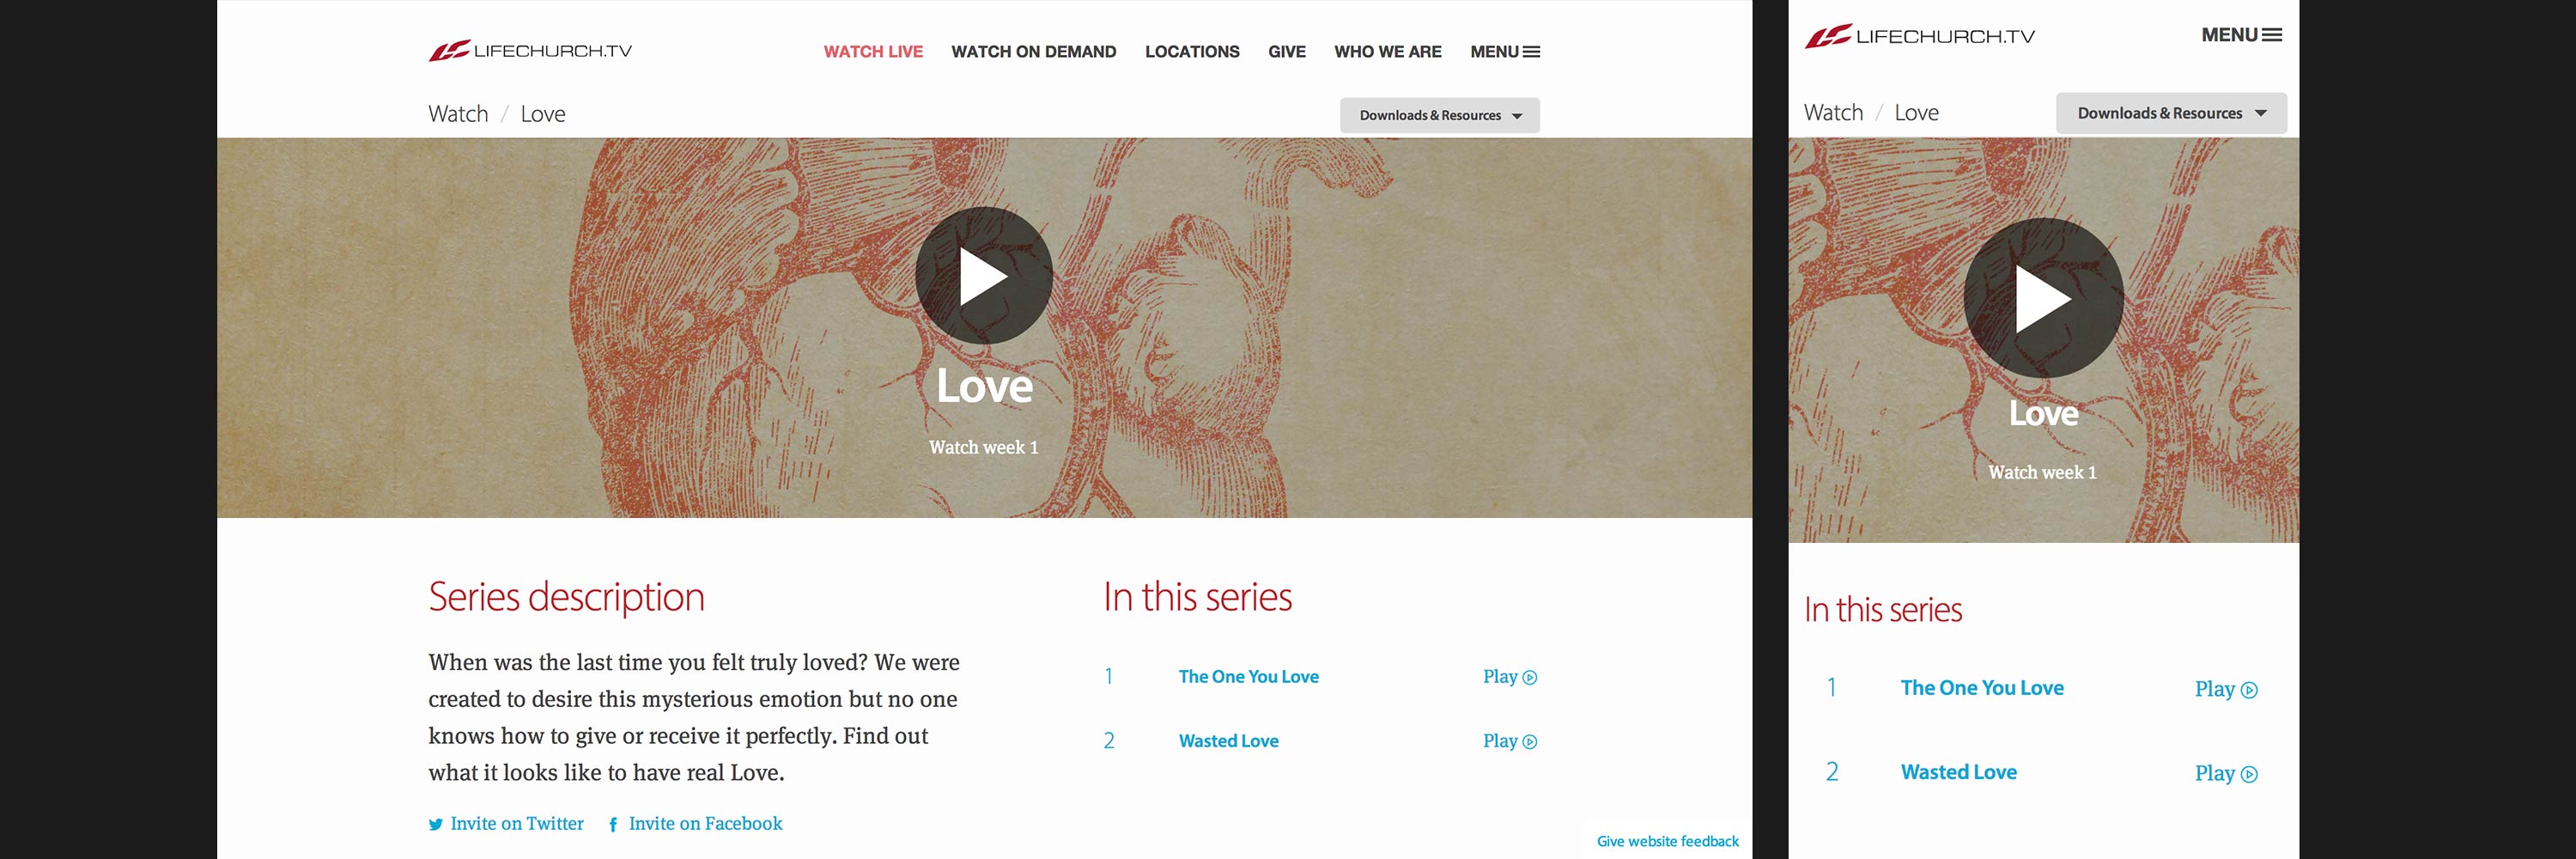 LIFECHURCH.TV
WATCH LIVE WATCH ON DEMAND LOCATIONS GIVE WHO WE ARE MENU
Watch / Love
Downloads & Resources
Love
Watch week 1
Series description
When was the last time you felt truly loved? We were
created to desire this mysterious emotion but no one
knows how to give or receive it perfectly. Find out
what it looks like to have real Love.
Invite on Twitter Invite on Facebook
In this series
1 The One You Love Play
2 Wasted Love Play
Give website feedback
LIFECHURCH.TV
MENU
Watch / Love
Downloads & Resources
Love
Watch week 1
In this series
1 The One You Love Play
2 Wasted Love Play